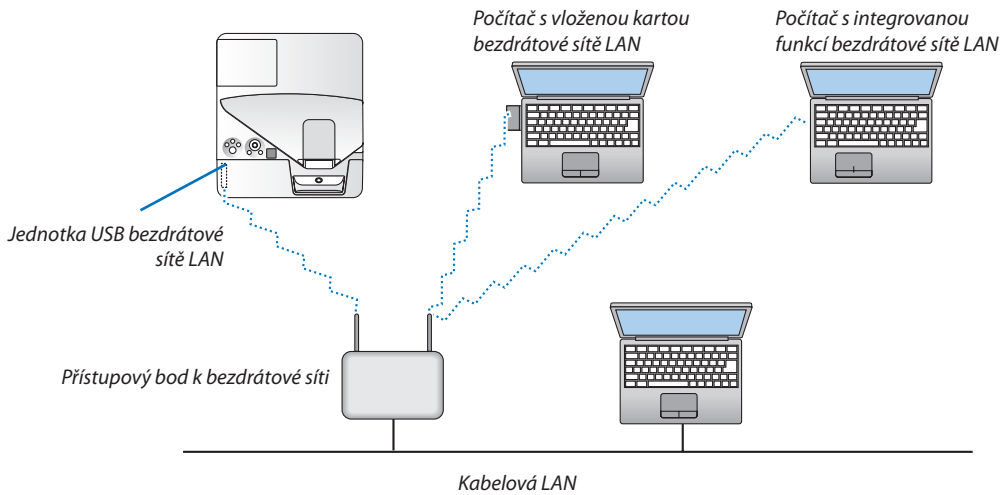 Počítač s vloženou kartou
bezdrátové sítě LAN
Počítač s integrovanou
funkcí bezdrátové sítě LAN
Jednotka USB bezdrátové
sítě LAN
Přístupový bod k bezdrátové síti
Kabelová LAN